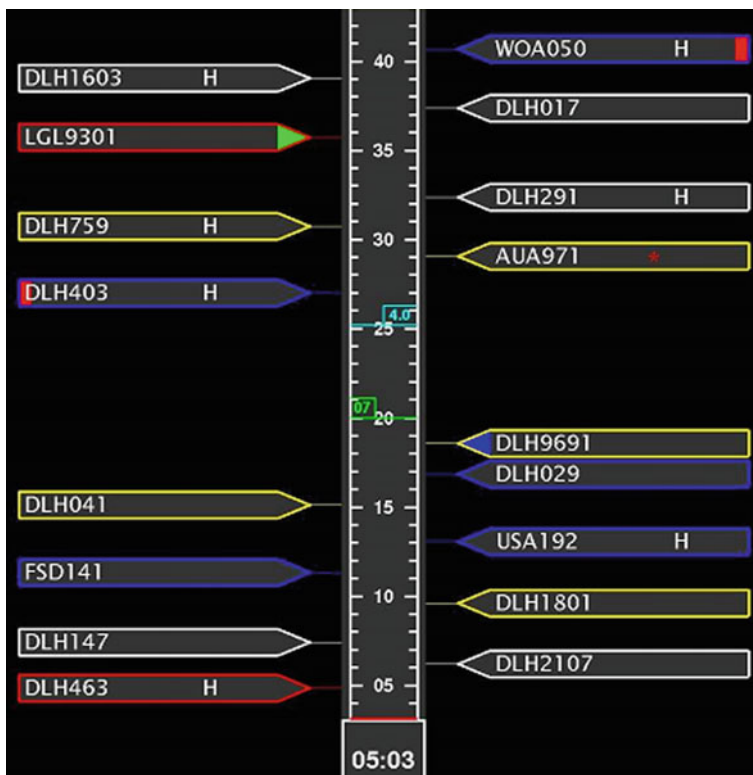 WOA050 H
40
DLH1603 H
DLH017
LGL9301
35
DLH291 H
DLH759 H
30
AUA971 *
DLH403 H
4.0
25
07
20
DLH9691
DLH029
DLH041
15
USA192 H
FSD141
10
DLH1801
DLH147
DLH2107
DLH463 H
05
05:03